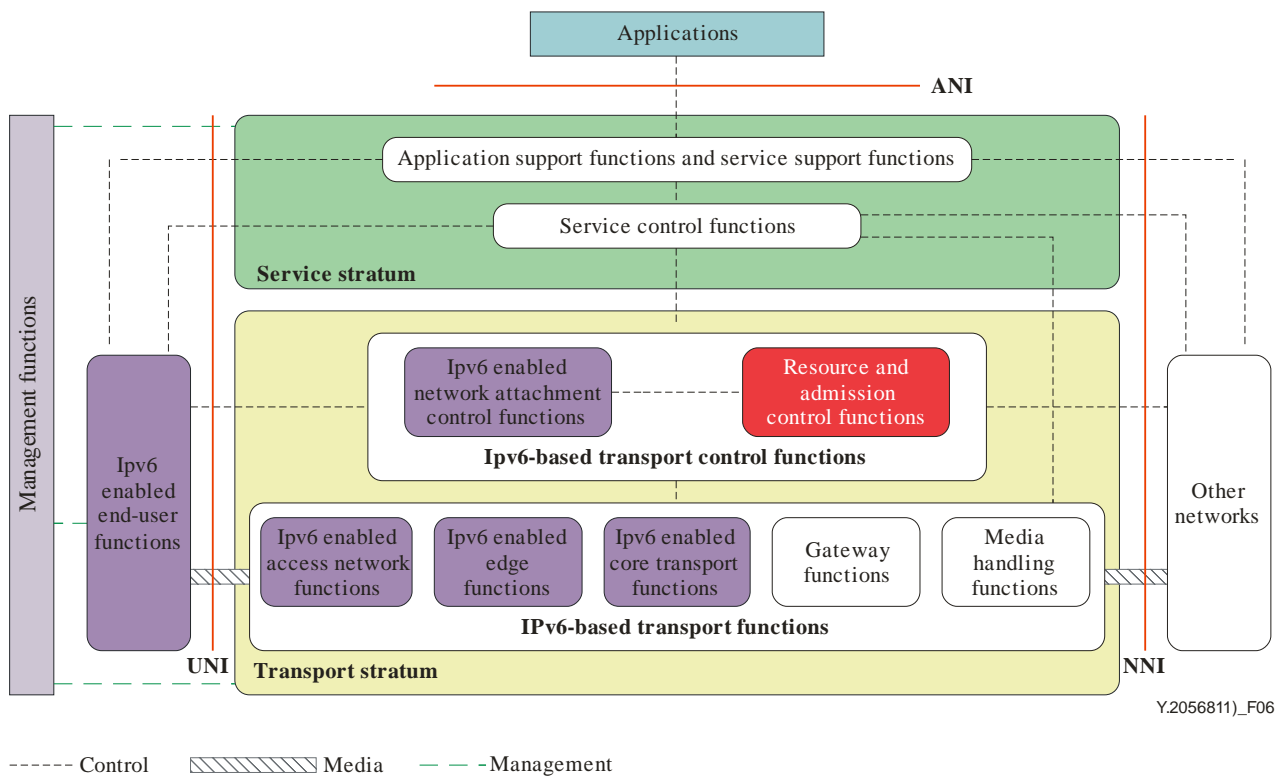 Applications
ANI
Management functions
Application support functions and service support functions
Service control functions
Service stratum
Ipv6 enabled
network attachment
control functions
Resource and
admission
control functions
Ipv6-based transport control functions
Ipv6
enabled
end-user
functions
Other
networks
Ipv6 enabled
access network
functions
Ipv6 enabled
edge
functions
Ipv6 enabled
core transport
functions
Gateway
functions
Media
handling
functions
IPv6-based transport functions
UNI
Transport stratum
NNI
Y.2056811)_F06
Control
Media
Management